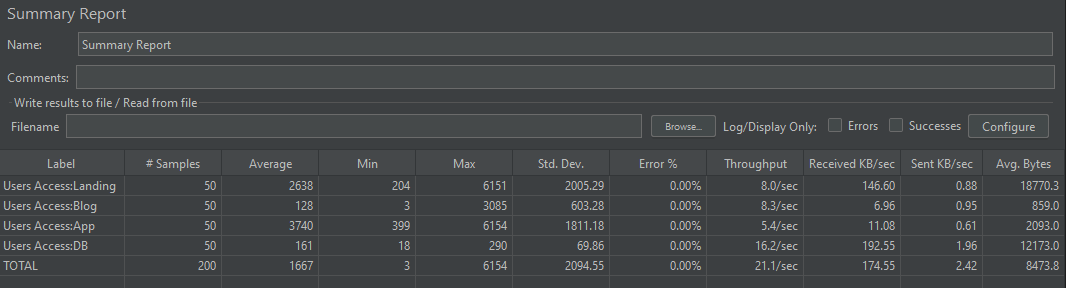 Summary Report
Name: Summary Report
Comments:
Write results to file / Read from file
Filename Browse... Log/Display Only: Errors Successes Configure
Label # Samples Average Min Max Std. Dev. Error % Throughput Received KB/sec Sent KB/sec Avg. Bytes
Users Access:Landing 50 2638 204 6151 2005.29 0.00% 8.0/sec 146.60 0.88 18770.3
Users Access:Blog 50 128 3 3085 603.28 0.00% 8.3/sec 6.96 0.95 859.0
Users Access:App 50 3740 399 6154 1811.18 0.00% 5.4/sec 11.08 0.61 2093.0
Users Access:DB 50 161 18 290 69.86 0.00% 16.2/sec 192.55 1.96 12173.0
TOTAL 200 1667 3 6154 2094.55 0.00% 21.1/sec 174.55 2.42 8473.8